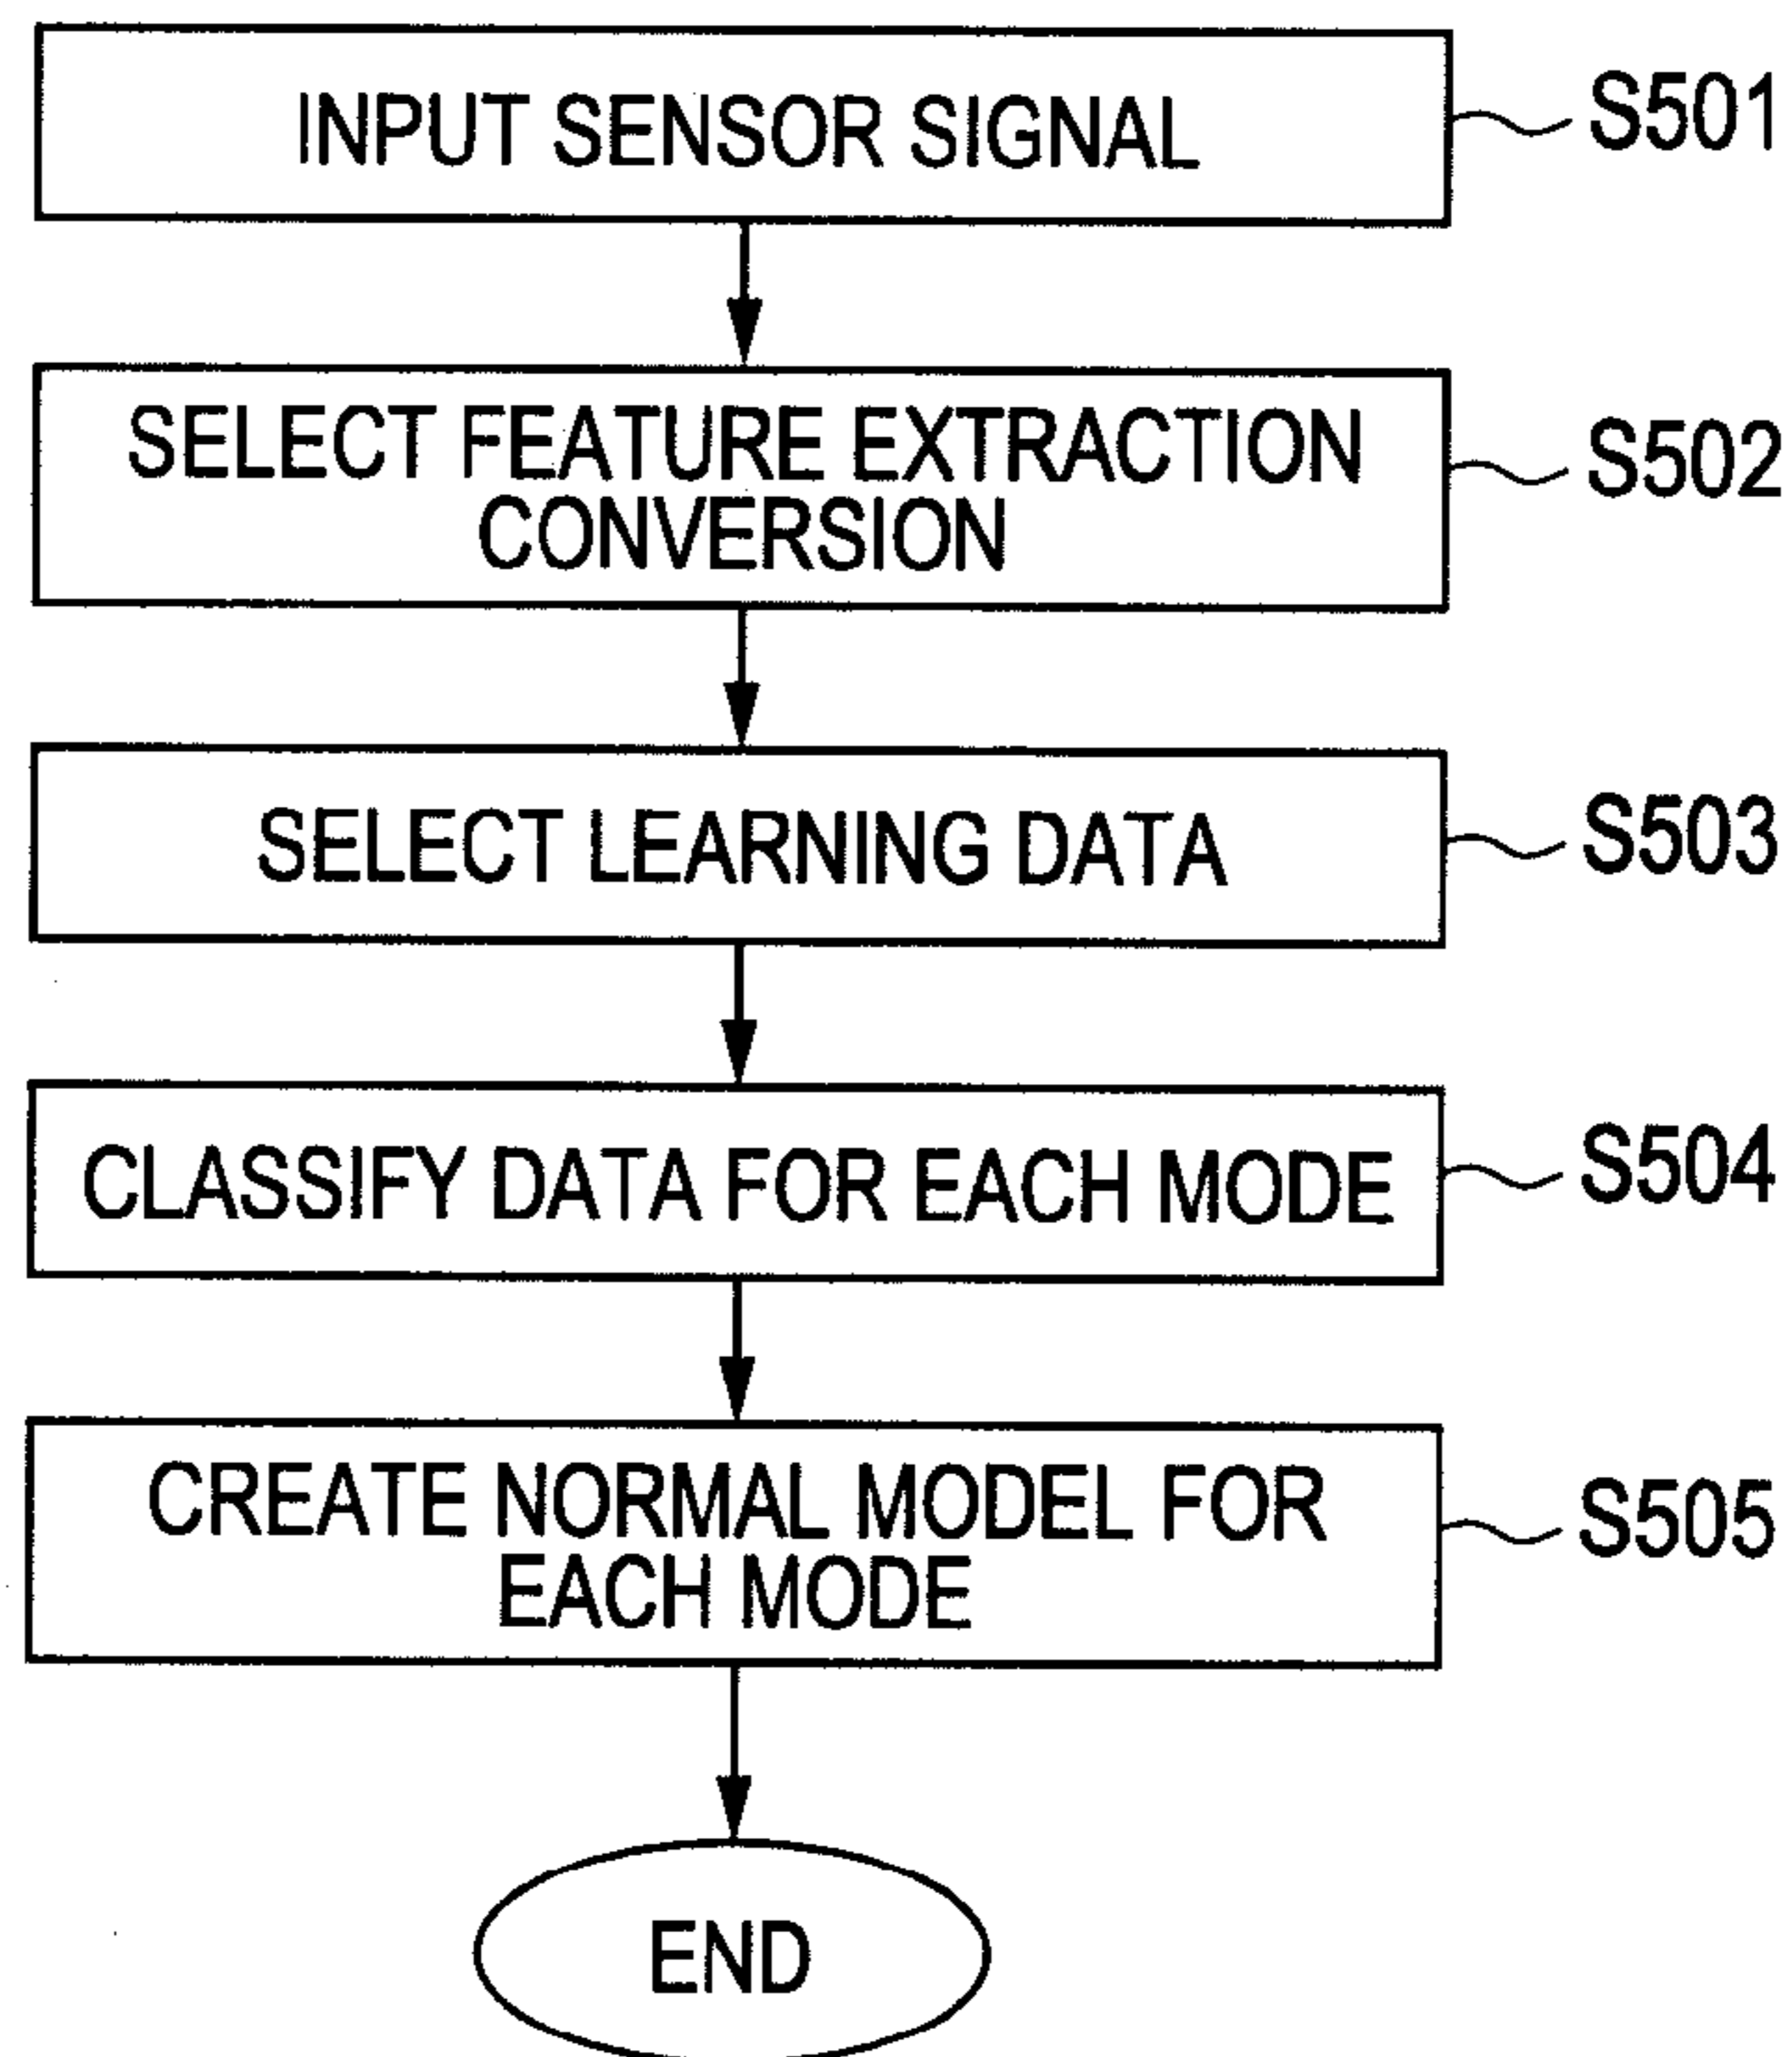 INPUT SENSOR SIGNAL
S501
SELECT FEATURE EXTRACTION
CONVERSION
S502
SELECT LEARNING DATA
S503
CLASSIFY DATA FOR EACH MODE
S504
CREATE NORMAL MODEL FOR
EACH MODE
S505
END